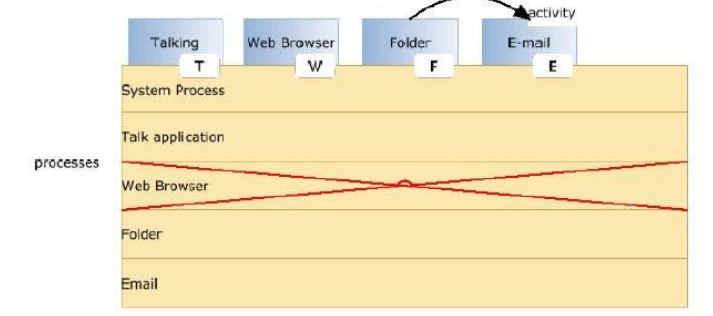 activity
Talking
Web Browser
Folder
E-mail
T
W
F
E
System Process
Talk application
processes
Web Browser
Folder
Email